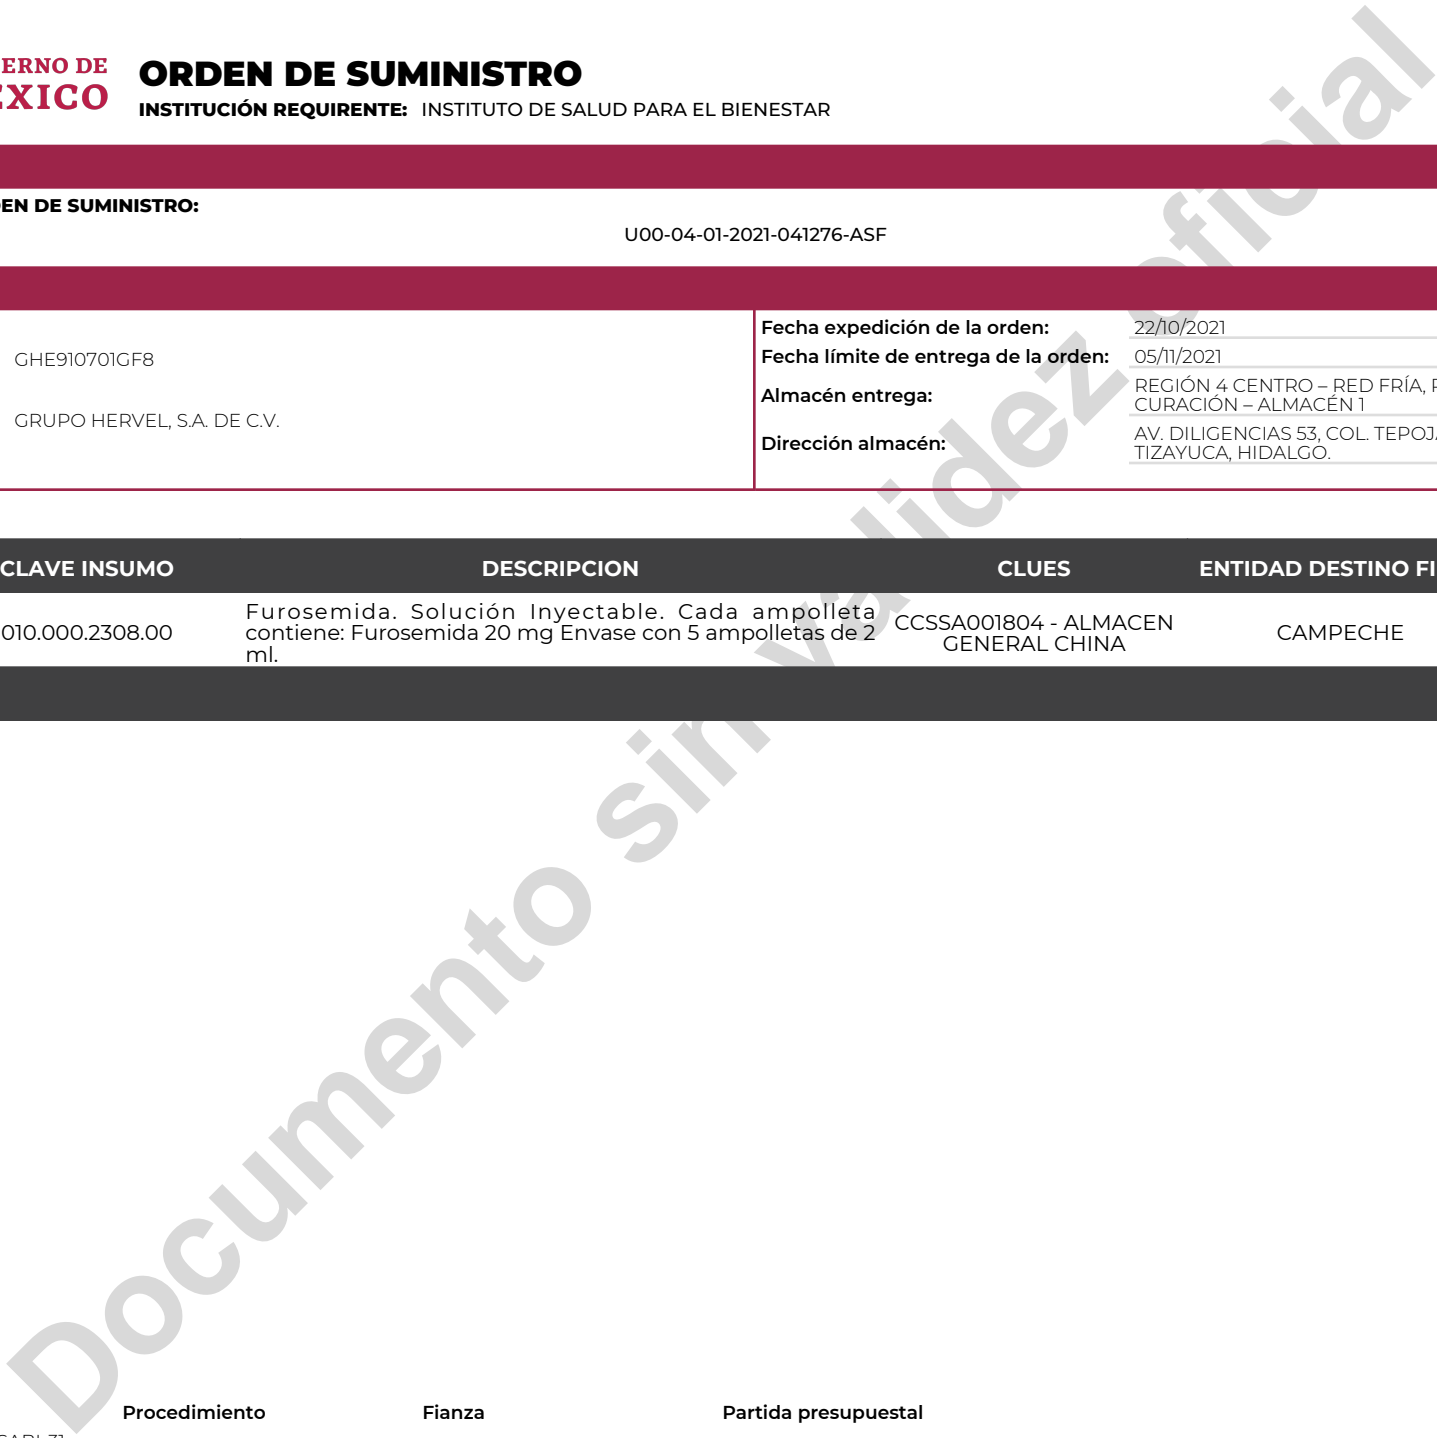 ERNO DE
ORDEN DE SUMINISTRO
EXICO
INSTITUCIÓN REQUIRENTE: INSTITUTO DE SALUD PARA EL BIENESTAR
EN DE SUMINISTRO:
U00-04-01-2021-041276-ASF
GHE910701GF8
GRUPO HERVEL, S.A. DE C.V.
Fecha expedición de la orden: 22/10/2021
Fecha límite de entrega de la orden: 05/11/2021
Almacén entrega: REGIÓN 4 CENTRO – RED FRÍA,
CURACIÓN – ALMACÉN 1
Dirección almacén: AV. DILIGENCIAS 53, COL. TEPOJ
TIZAYUCA, HIDALGO.
CLAVE INSUMO DESCRIPCION CLUES ENTIDAD DESTINO FI
010.000.2308.00
Furosemida. Solución Inyectable. Cada ampolleta
contiene: Furosemida 20 mg Envase con 5 ampolletas de 2
ml.
CCSSA001804 - ALMACEN
GENERAL CHINA
CAMPECHE
Documento sin validez oficial
Procedimiento Fianza Partida presupuestal